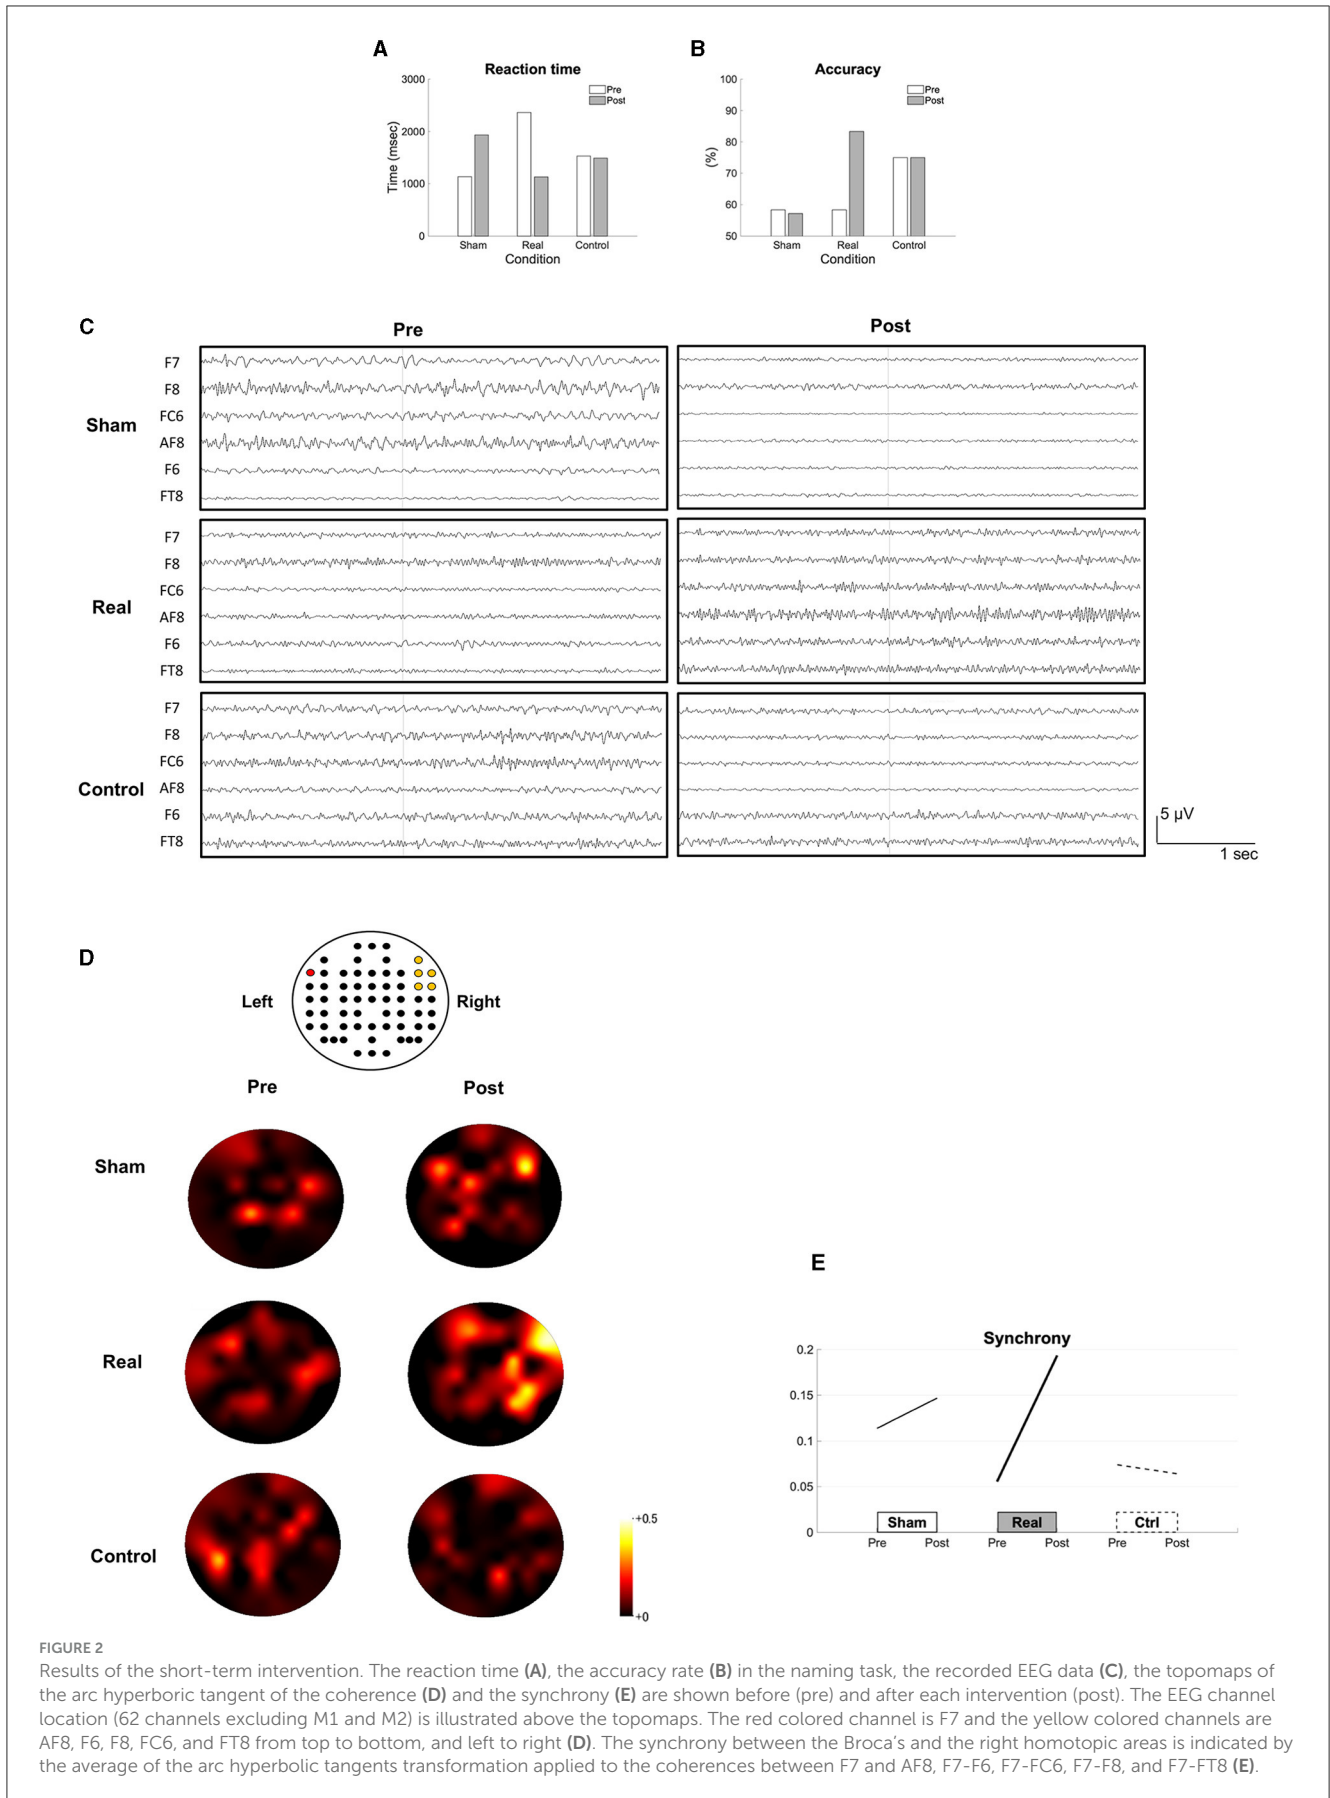 A
Reaction time
3000
2000
1000
0
Time (msec)
Pre
Post
Sham
Real
Control
Condition
B
Accuracy
100
90
80
70
60
50
(%)
Pre
Post
Sham
Real
Control
Condition
C
Pre
Post
Sham
F7
F8
FC6
AF8
F6
FT8
Real
F7
F8
FC6
AF8
F6
FT8
Control
F7
F8
FC6
AF8
F6
FT8
5 μV
1 sec
D
Left
Right
Pre
Post
Sham
Real
Control
+0.5
+0
E
Synchrony
0.2
0.15
0.1
0.05
0
Sham
Real
Ctrl
Pre
Post
Pre
Post
Pre
Post
FIGURE 2
Results of the short-term intervention. The reaction time (A), the accuracy rate (B) in the naming task, the recorded EEG data (C), the topomaps of
the arc hyperboric tangent of the coherence (D) and the synchrony (E) are shown before (pre) and after each intervention (post). The EEG channel
location (62 channels excluding M1 and M2) is illustrated above the topomaps. The red colored channel is F7 and the yellow colored channels are
AF8, F6, F8, FC6, and FT8 from top to bottom, and left to right (D). The synchrony between the Broca's and the right homotopic areas is indicated by
the average of the arc hyperbolic tangents transformation applied to the coherences between F7 and AF8, F7-F6, F7-FC6, F7-F8, and F7-FT8 (E).